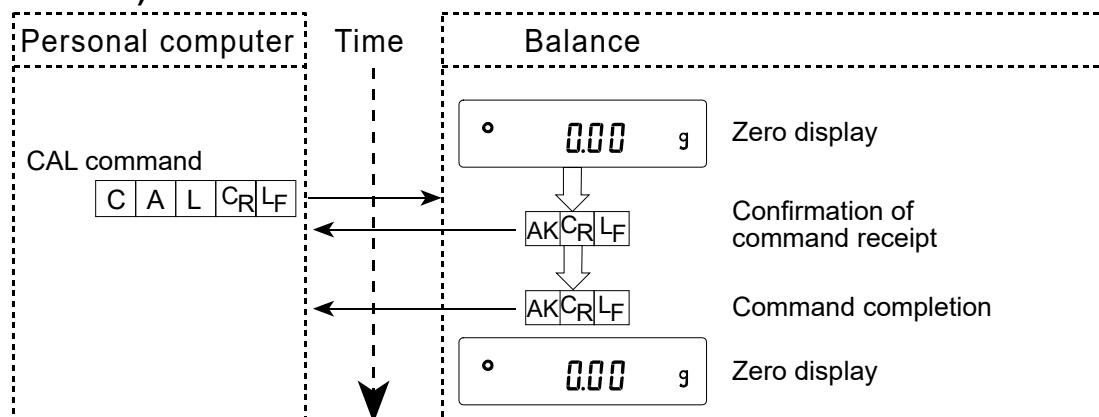 Personal computer Time Balance
0.00 g Zero display
CAL command
C A L CR LF
AK CR LF Confirmation of
command receipt
AK CR LF Command completion
0.00 g Zero display